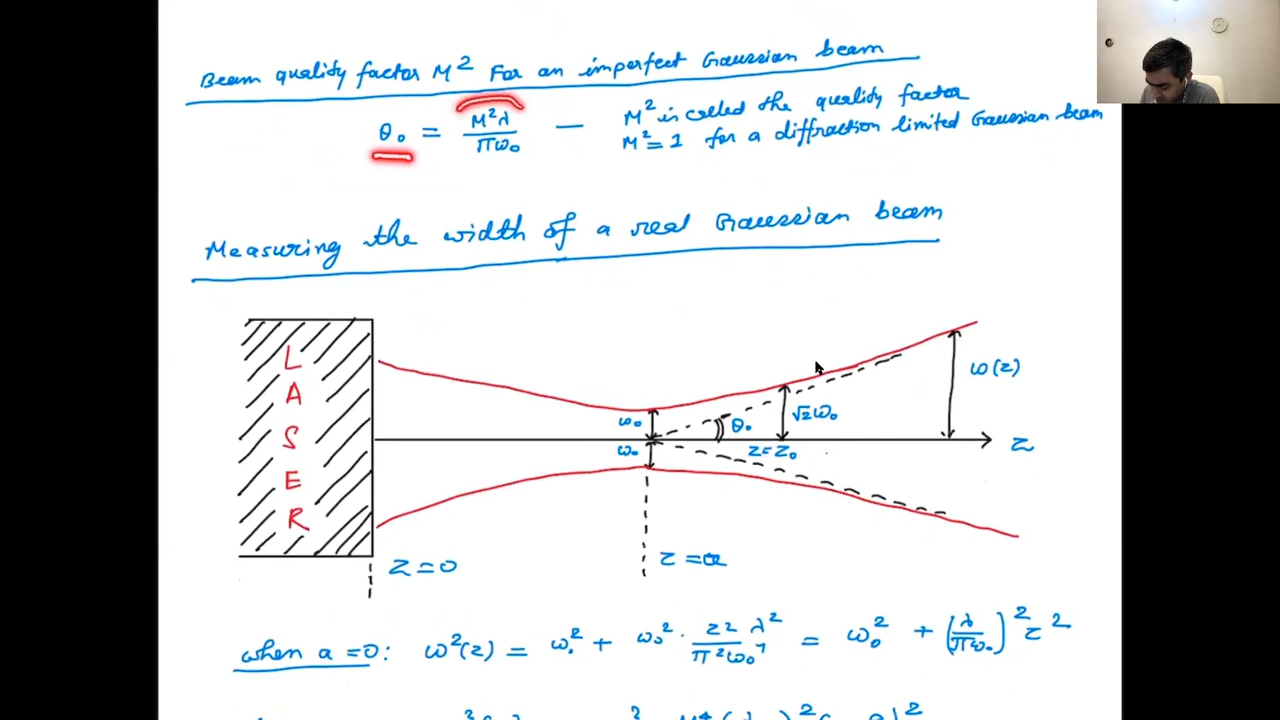 Beam quality factor M² For an imperfect Gaussian beam
θ₀ = M²λ/πω₀ — M² is called the quality factor
M² = 1 for a diffraction limited Gaussian beam
Measuring the width of a real Gaussian beam
LASER
ω₀
ω₀
θ₀
√2ω₀
ω(z)
z=z₀
z
z=0
z=a
when a=0: ω²(z) = ω₀² + ω₀² · z²λ²/π²ω₀⁴ = ω₀² + (λ/πω₀)² z²